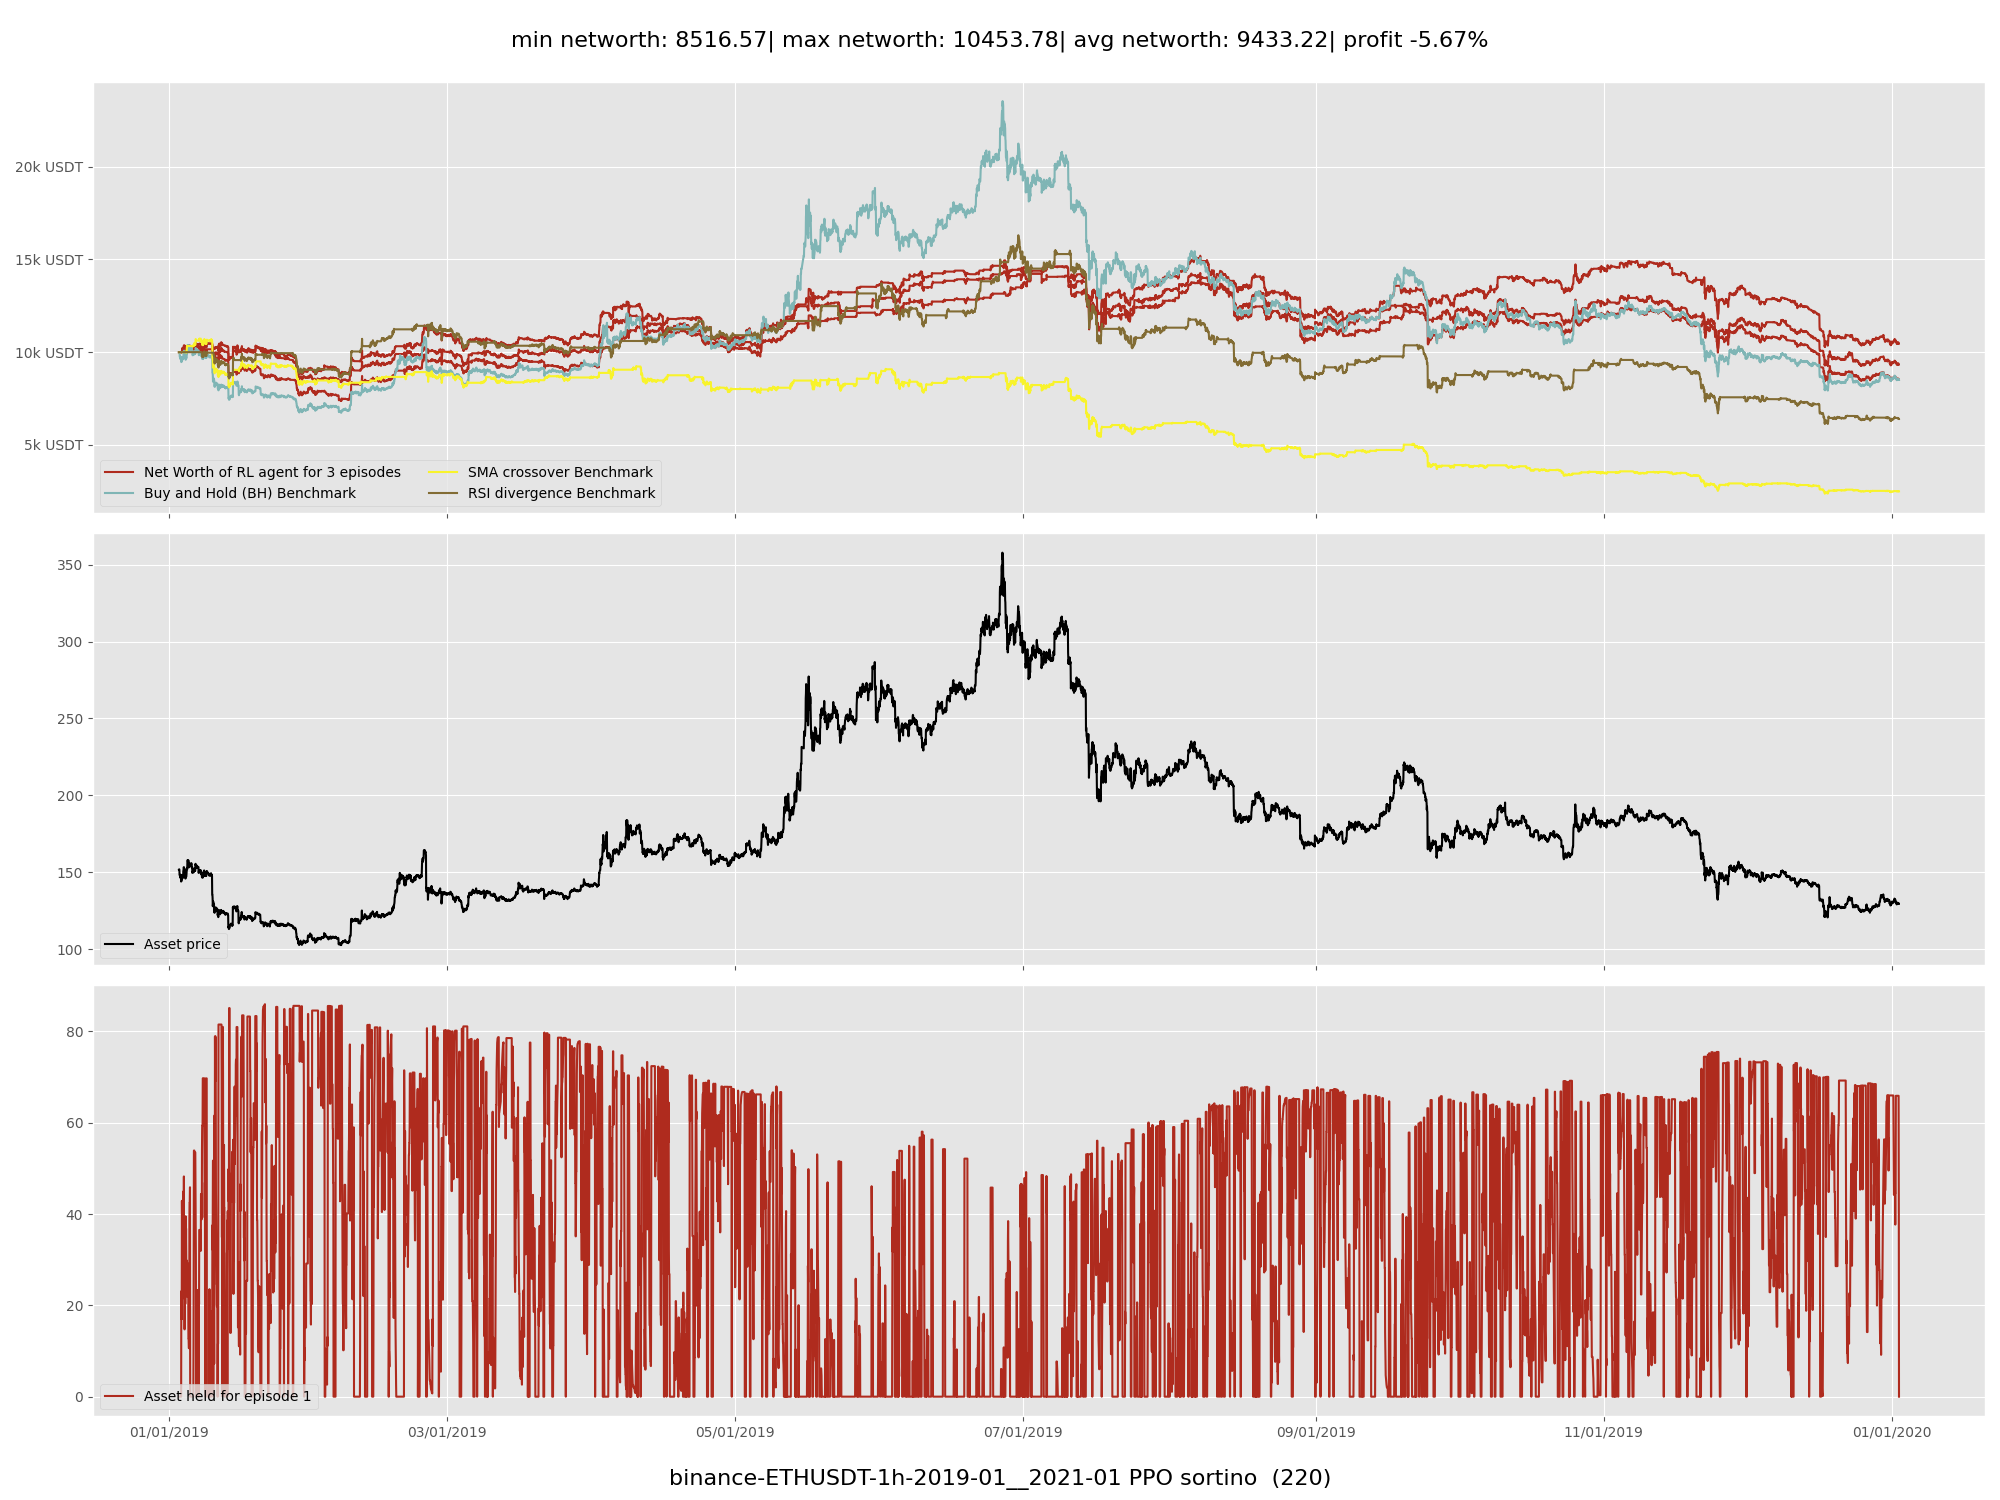 min networth: 8516.57| max networth: 10453.78| avg networth: 9433.22| profit -5.67%
20k USDT
15k USDT
10k USDT
5k USDT
Net Worth of RL agent for 3 episodes
Buy and Hold (BH) Benchmark
SMA crossover Benchmark
RSI divergence Benchmark
350
300
250
200
150
100
Asset price
80
60
40
20
0
Asset held for episode 1
01/01/2019
03/01/2019
05/01/2019
07/01/2019
09/01/2019
11/01/2019
01/01/2020
binance-ETHUSDT-1h-2019-01__2021-01 PPO sortino  (220)